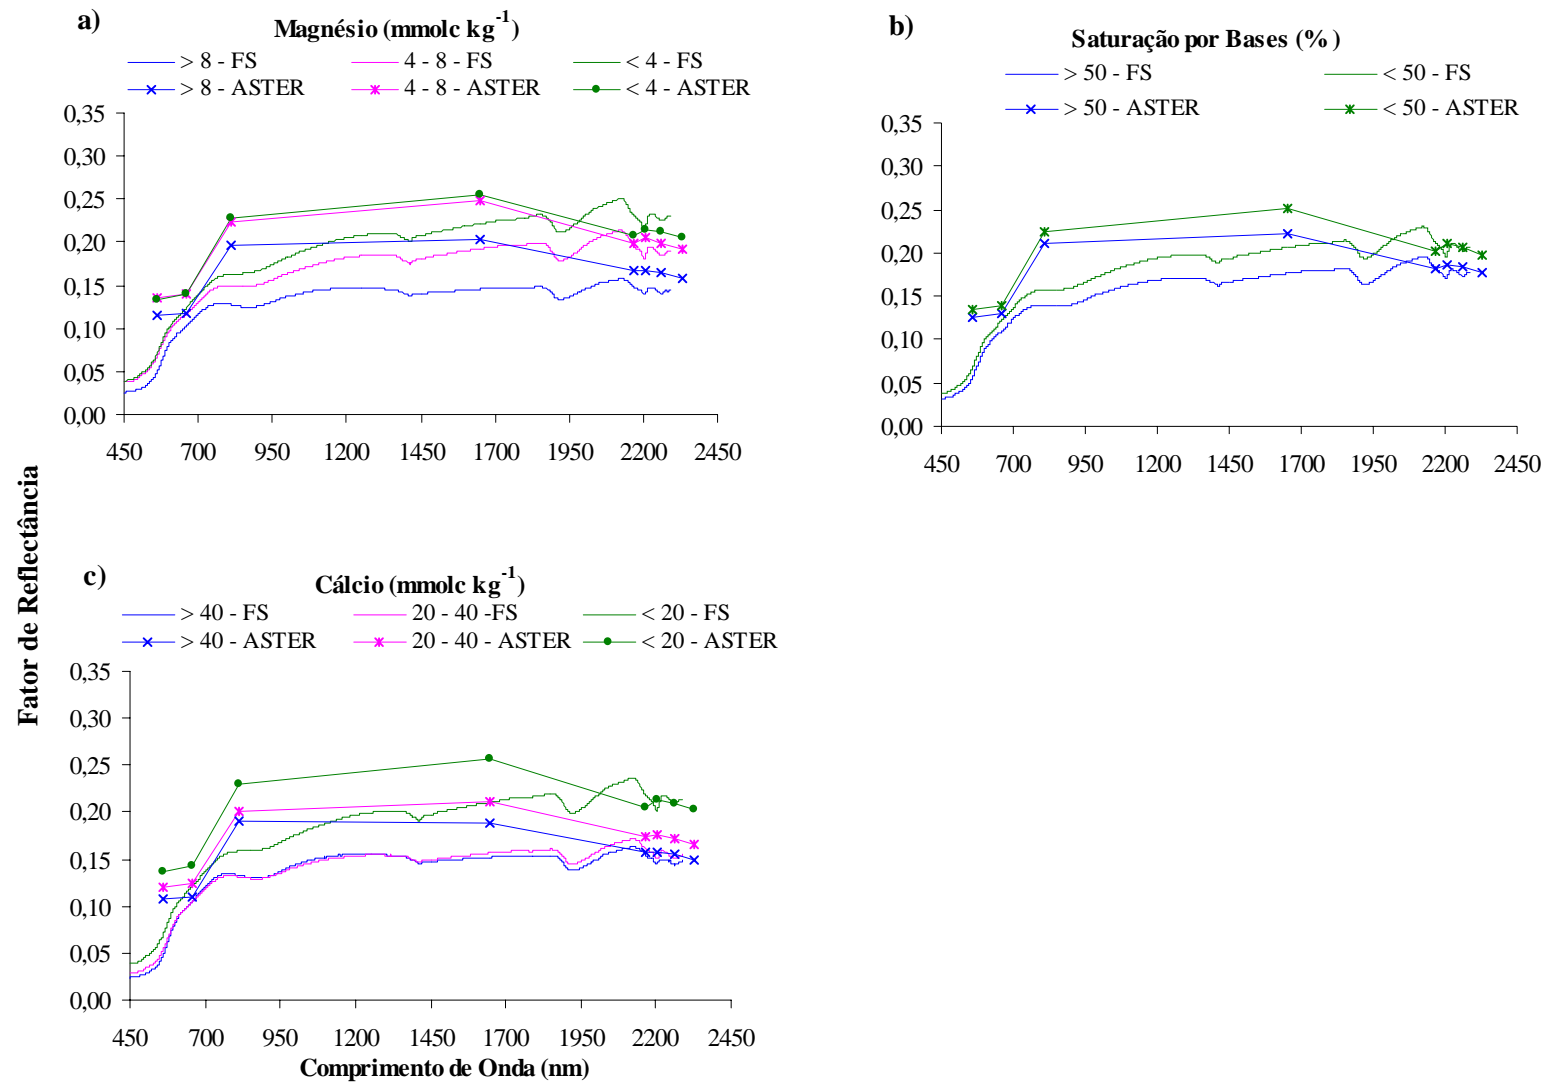 a)
Magnésio (mmolc kg-1)
> 8 - FS 4 - 8 - FS < 4 - FS
> 8 - ASTER 4 - 8 - ASTER < 4 - ASTER
0,35
0,30
0,25
0,20
0,15
0,10
0,05
0,00
450 700 950 1200 1450 1700 1950 2200 2450
b)
Saturação por Bases (%)
> 50 - FS < 50 - FS
> 50 - ASTER < 50 - ASTER
0,35
0,30
0,25
0,20
0,15
0,10
0,05
0,00
450 700 950 1200 1450 1700 1950 2200 2450
Fator de Reflectância
c)
Cálcio (mmolc kg-1)
> 40 - FS 20 - 40 -FS < 20 - FS
> 40 - ASTER 20 - 40 - ASTER < 20 - ASTER
0,35
0,30
0,25
0,20
0,15
0,10
0,05
0,00
450 700 950 1200 1450 1700 1950 2200 2450
Comprimento de Onda (nm)